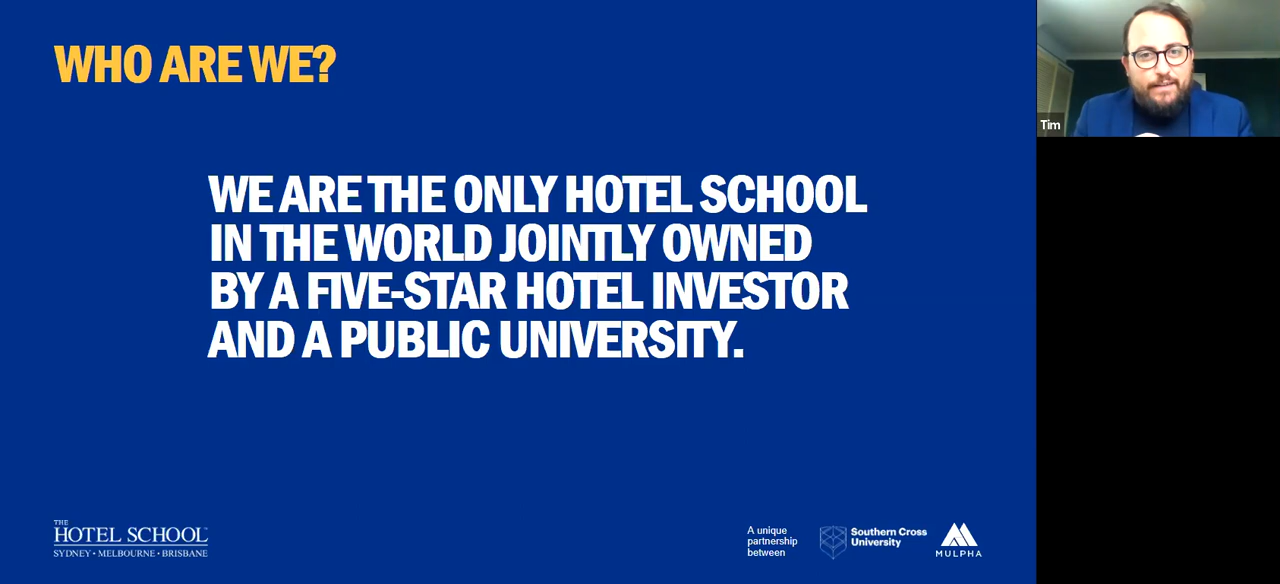 WHO ARE WE?
WE ARE THE ONLY HOTEL SCHOOL
IN THE WORLD JOINTLY OWNED
BY A FIVE-STAR HOTEL INVESTOR
AND A PUBLIC UNIVERSITY.
THE
HOTEL SCHOOL
SYDNEY • MELBOURNE • BRISBANE
A unique
partnership
between
Southern Cross
University
MULPHA
Tim